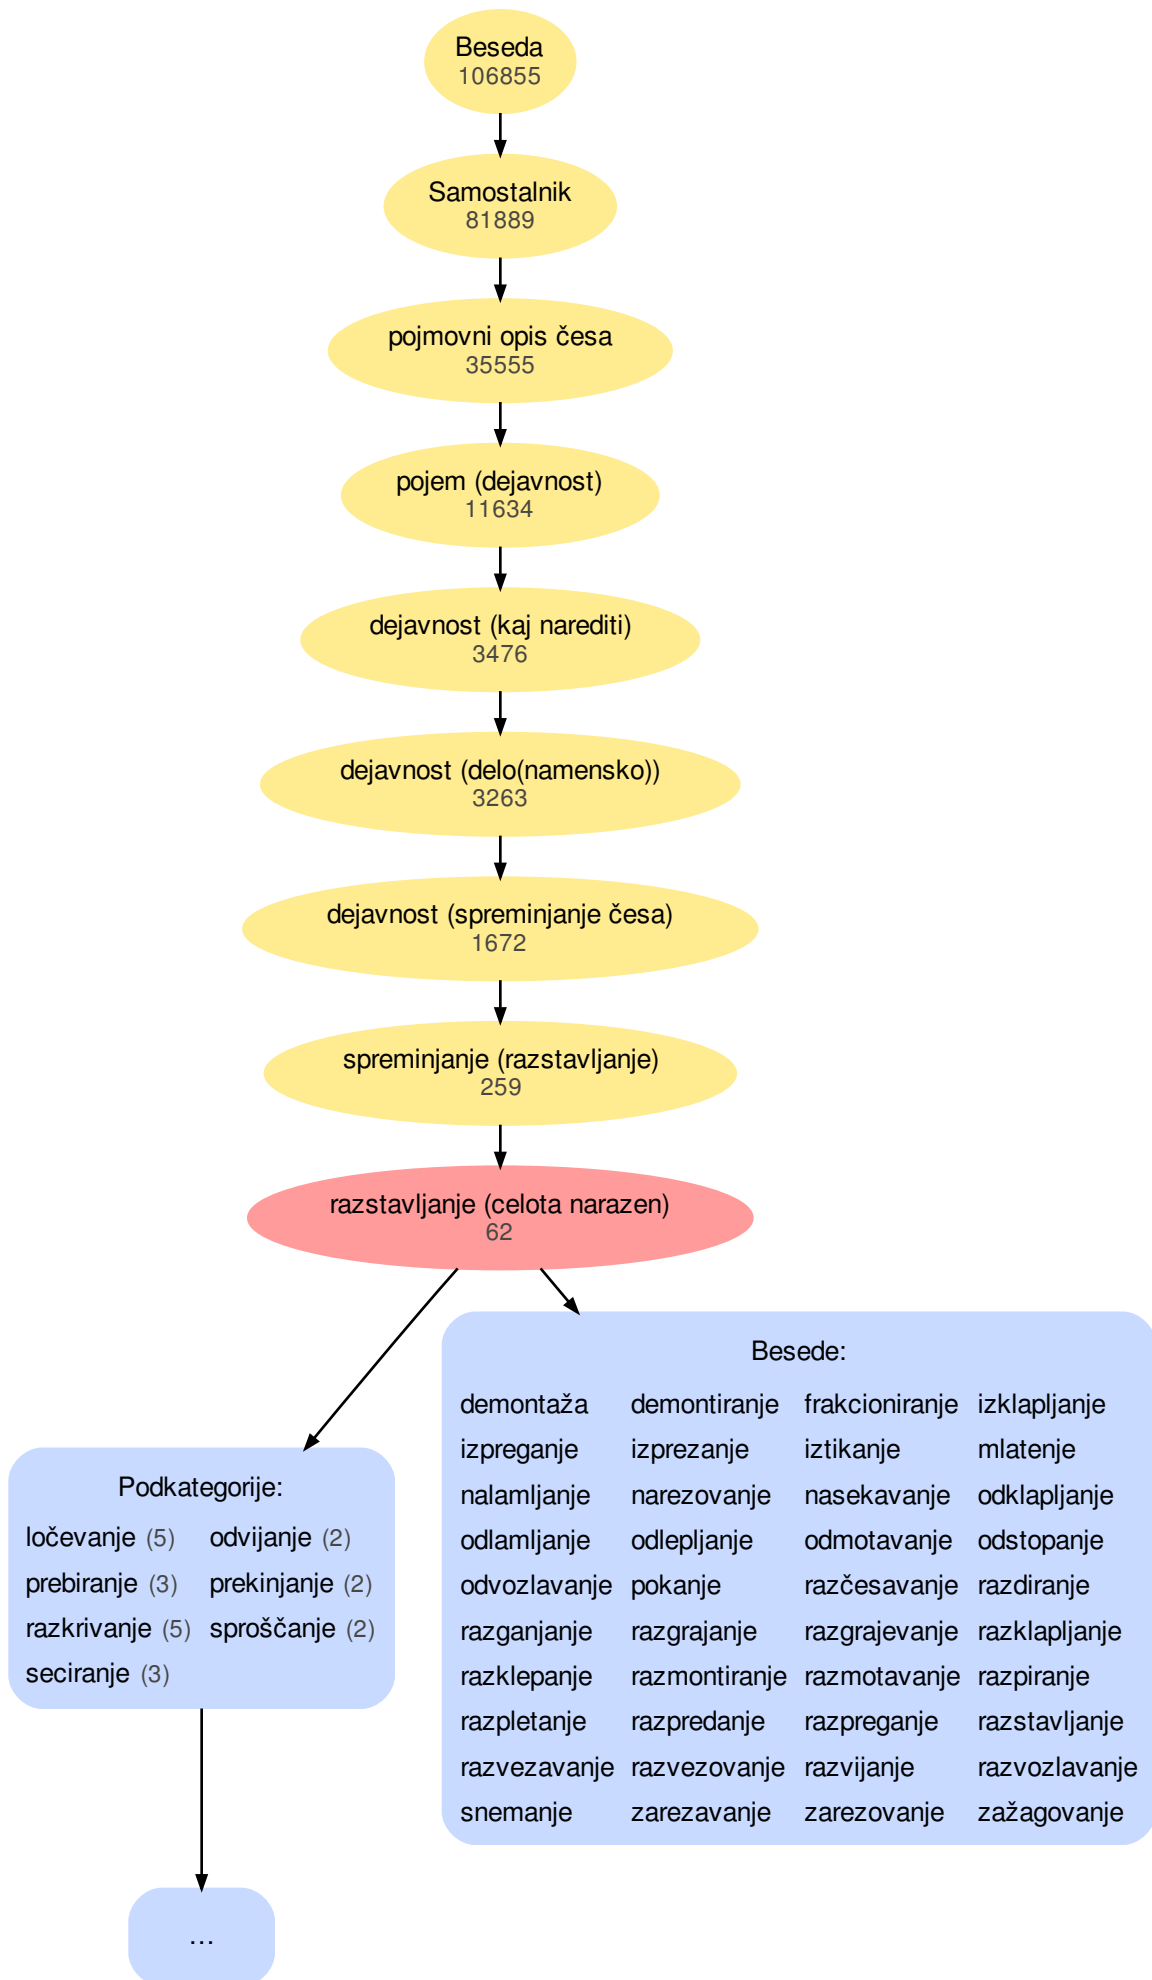 Beseda
106855
Samostalnik
81889
pojmovni opis česa
35555
pojem (dejavnost)
11634
dejavnost (kaj narediti)
3476
dejavnost (delo(namensko))
3263
dejavnost (spreminjanje česa)
1672
spreminjanje (razstavljanje)
259
razstavljanje (celota narazen)
62
Besede:
demontaža demontiranje frakcioniranje izklapljanje
izpreganje izprezanje iztikanje mlatenje
nalamljanje narezovanje nasekavanje odklapljanje
odlamljanje odlepljanje odmotavanje odstopanje
odvozlavanje pokanje razčesavanje razdiranje
razganjanje razgrajanje razgrajevanje razklapljanje
razklepanje razmontiranje razmotavanje razpiranje
razpletanje razpredanje razpreganje razstavljanje
razvezavanje razvezovanje razvijanje razvozlavanje
snemanje zarezavanje zarezovanje zažagovanje
Podkategorije:
ločevanje (5) odvijanje (2)
prebiranje (3) prekinjanje (2)
razkrivanje (5) sproščanje (2)
seciranje (3)
...